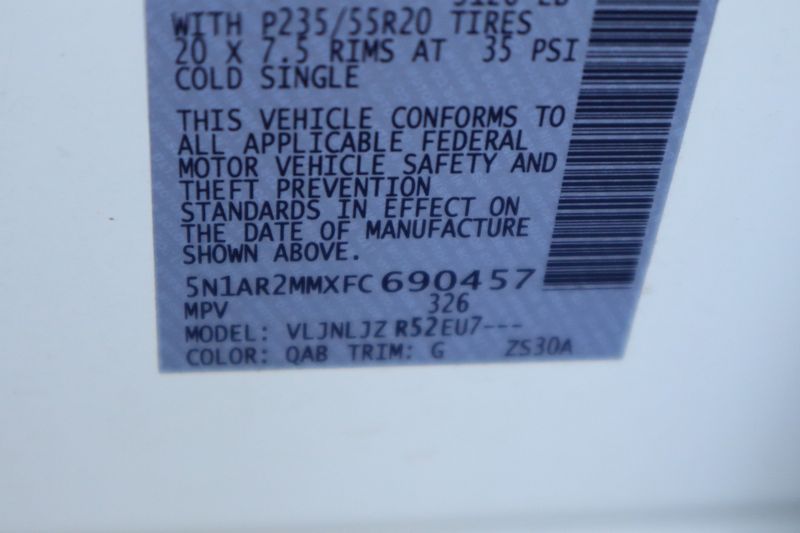 WITH P235/55R20 TIRES
20 X 7.5 RIMS AT 35 PSI
COLD SINGLE
THIS VEHICLE CONFORMS TO
ALL APPLICABLE FEDERAL
MOTOR VEHICLE SAFETY AND
THEFT PREVENTION
STANDARDS IN EFFECT ON
THE DATE OF MANUFACTURE
SHOWN ABOVE.
5N1AR2MMXFC690457
MPV 326
MODEL: VLJNLJZ R52EU7---
COLOR: QAB TRIM: G ZS30A